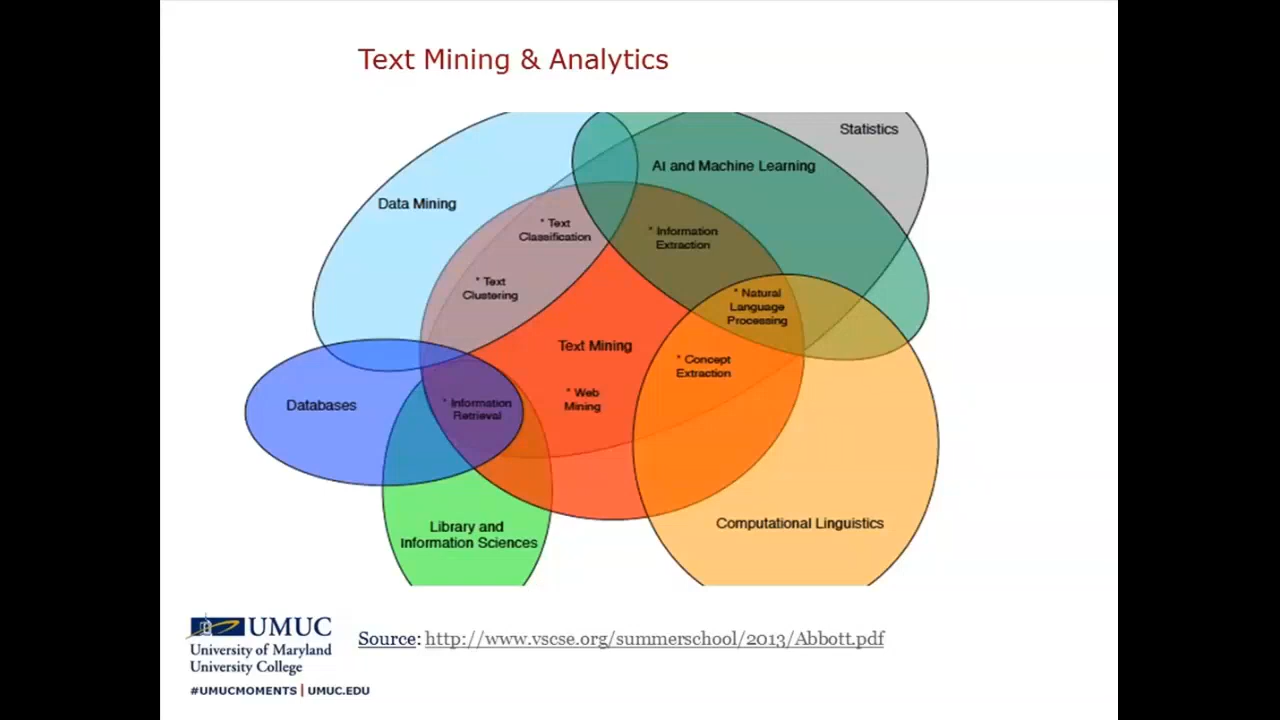 Text Mining & Analytics
Statistics
AI and Machine Learning
Data Mining
* Text
Classification
* Information
Extraction
* Text
Clustering
* Natural
Language
Processing
Text Mining
* Concept
Extraction
* Web
Mining
Databases
* Information
Retrieval
Library and
Information Sciences
Computational Linguistics
UMUC
University of Maryland
University College
#UMUCMOMENTS | UMUC.EDU
Source: http://www.vscse.org/summerschool/2013/Abbott.pdf